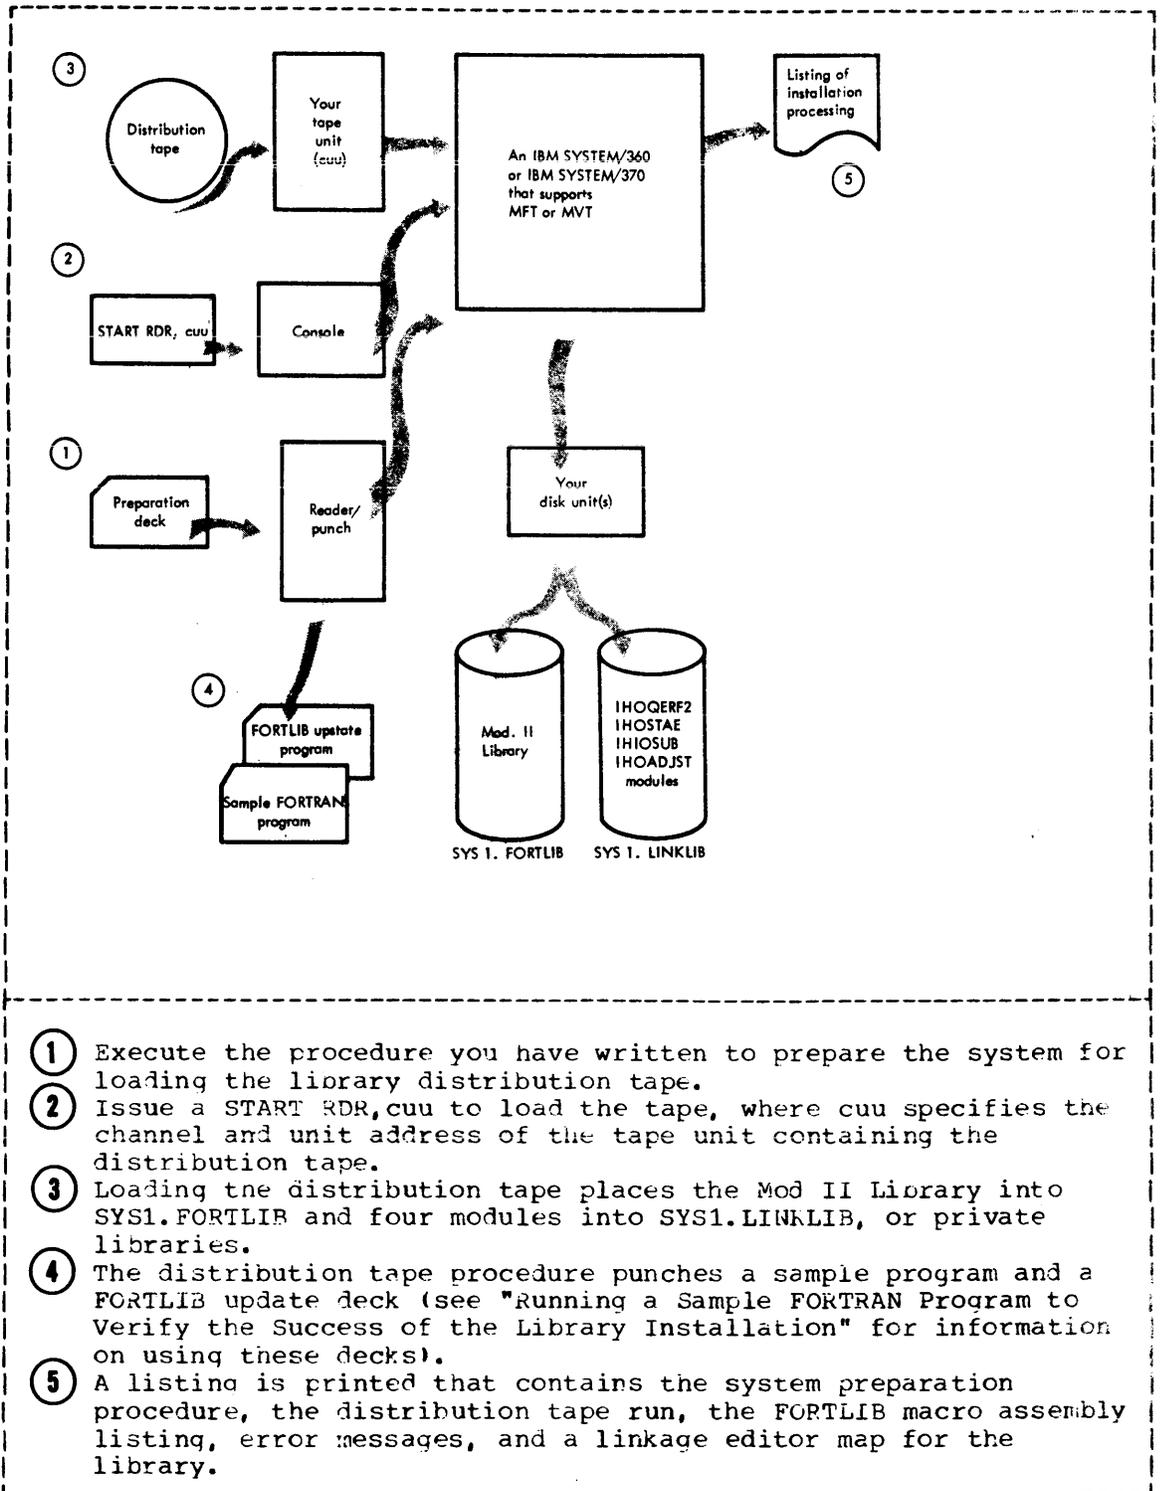 3
Distribution
tape
Your
tape
unit
(cuu)
An IBM SYSTEM/360
or IBM SYSTEM/370
that supports
MFT or MVT
Listing of
installation
processing
5
2
START RDR, cuu
Console
1
Preparation
deck
Reader/
punch
Your
disk unit(s)
4
FORTLIB upstate
program
Sample FORTRAN
program
Mod. II
Library
IHOQERF2
IHOSTAE
IHIOSUB
IHOADJST
modules
SYS 1. FORTLIB
SYS 1. LINKLIB
1 Execute the procedure you have written to prepare the system for
loading the library distribution tape.
2 Issue a START RDR,cuu to load the tape, where cuu specifies the
channel and unit address of the tape unit containing the
distribution tape.
3 Loading the distribution tape places the Mod II Library into
SYS1.FORTLIB and four modules into SYS1.LINKLIB, or private
libraries.
4 The distribution tape procedure punches a sample program and a
FORTLIB update deck (see "Running a Sample FORTRAN Program to
Verify the Success of the Library Installation" for information
on using these decks).
5 A listing is printed that contains the system preparation
procedure, the distribution tape run, the FORTLIB macro assembly
listing, error messages, and a linkage editor map for the
library.